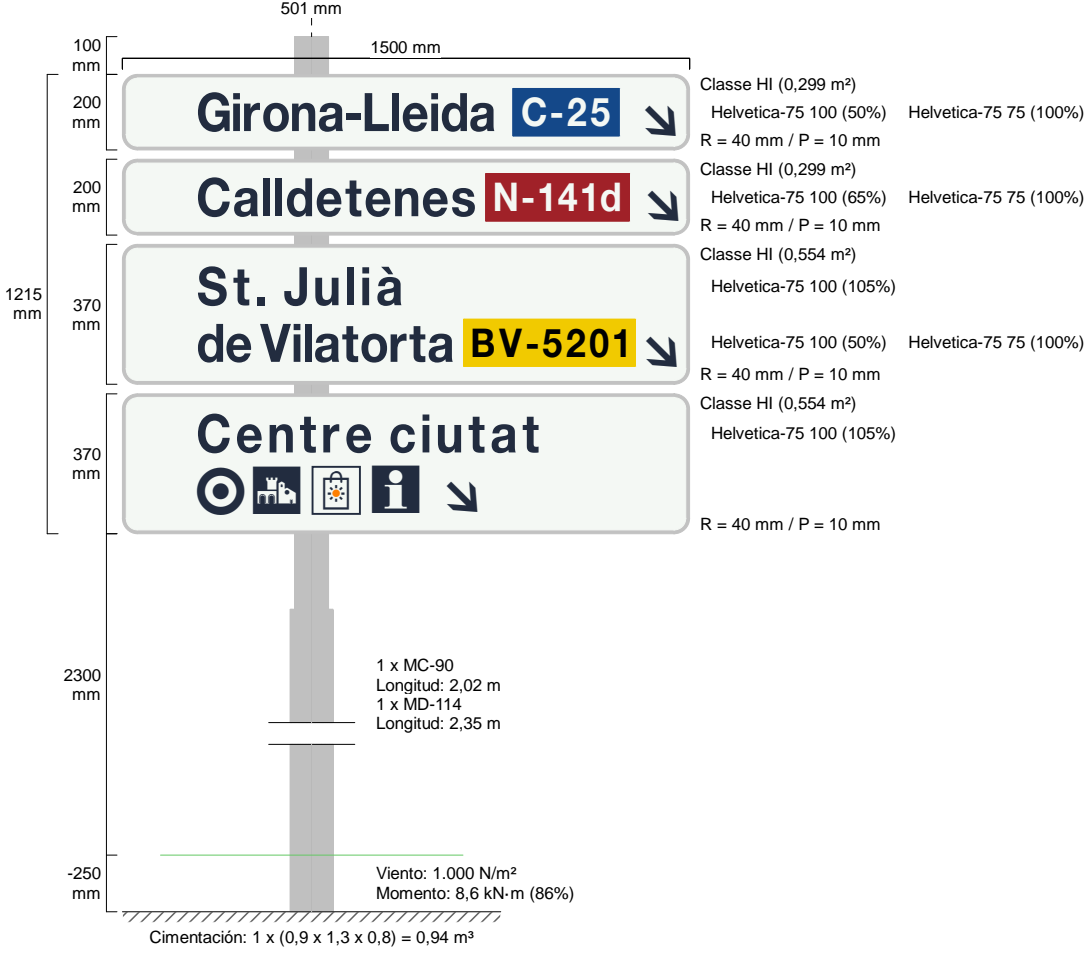 501 mm
100 mm
1500 mm
200 mm
Girona-Lleida C-25
Classe HI (0,299 m²)
Helvetica-75 100 (50%) Helvetica-75 75 (100%)
R = 40 mm / P = 10 mm
200 mm
Calldetenes N-141d
Classe HI (0,299 m²)
Helvetica-75 100 (65%) Helvetica-75 75 (100%)
R = 40 mm / P = 10 mm
1215 mm
370 mm
St. Julià
de Vilatorta BV-5201
Classe HI (0,554 m²)
Helvetica-75 100 (105%)
Helvetica-75 100 (50%) Helvetica-75 75 (100%)
R = 40 mm / P = 10 mm
370 mm
Centre ciutat
i
Classe HI (0,554 m²)
Helvetica-75 100 (105%)
R = 40 mm / P = 10 mm
2300 mm
1 x MC-90
Longitud: 2,02 m
1 x MD-114
Longitud: 2,35 m
-250 mm
Viento: 1.000 N/m²
Momento: 8,6 kN·m (86%)
Cimentación: 1 x (0,9 x 1,3 x 0,8) = 0,94 m³